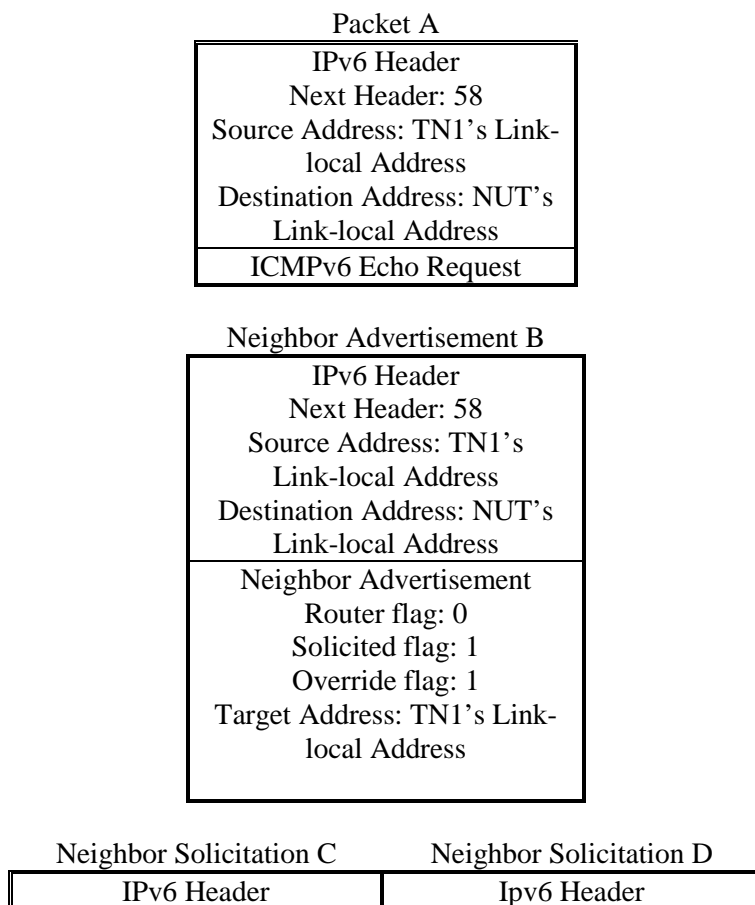 Packet A
IPv6 Header
Next Header: 58
Source Address: TN1’s Link-
local Address
Destination Address: NUT’s
Link-local Address
ICMPv6 Echo Request
Neighbor Advertisement B
IPv6 Header
Next Header: 58
Source Address: TN1’s
Link-local Address
Destination Address: NUT’s
Link-local Address
Neighbor Advertisement
Router flag: 0
Solicited flag: 1
Override flag: 1
Target Address: TN1’s Link-
local Address
Neighbor Solicitation C Neighbor Solicitation D
IPv6 Header Ipv6 Header